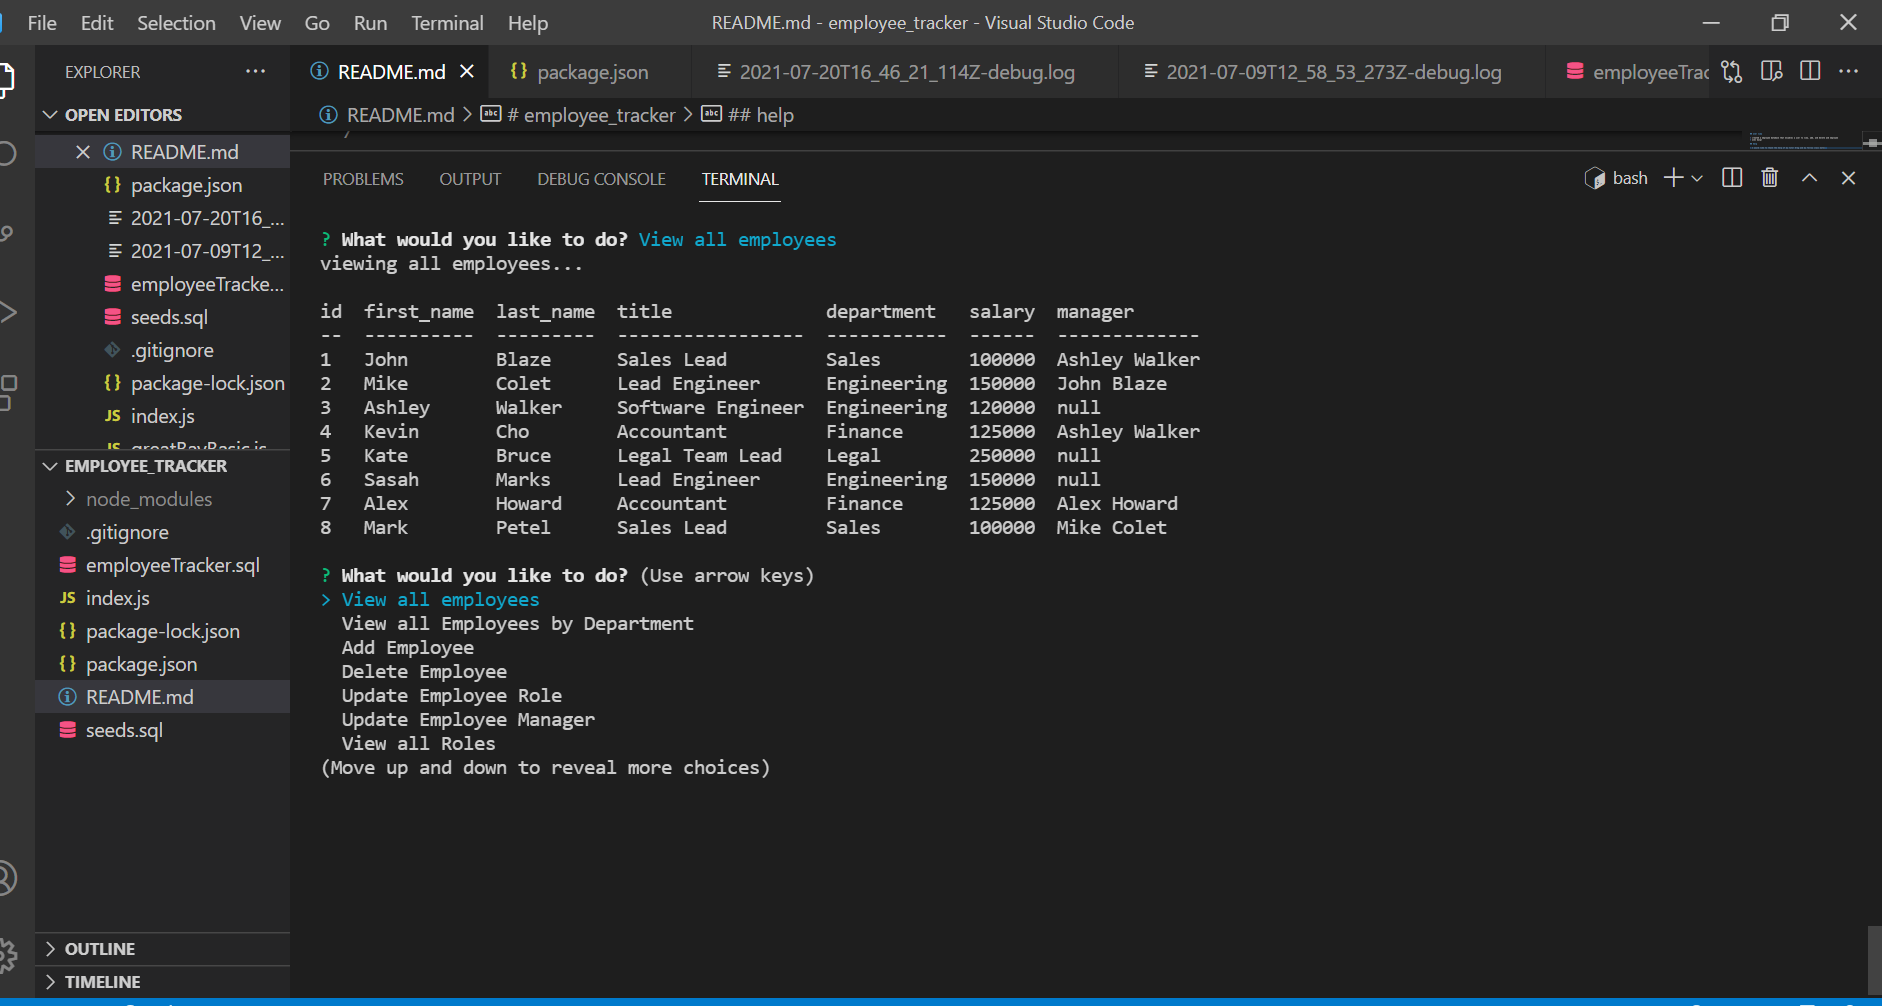 File Edit Selection View Go Run Terminal Help README.md - employee_tracker - Visual Studio Code
EXPLORER ...
OPEN EDITORS
README.md
{} package.json
2021-07-20T16_...
2021-07-09T12_...
employeeTracke...
seeds.sql
.gitignore
{} package-lock.json
JS index.js
JS greatBayBasic.js
EMPLOYEE_TRACKER
node_modules
.gitignore
employeeTracker.sql
JS index.js
{} package-lock.json
{} package.json
README.md
seeds.sql
OUTLINE
TIMELINE
README.md {} package.json 2021-07-20T16_46_21_114Z-debug.log 2021-07-09T12_58_53_273Z-debug.log employeeTrac
README.md > abc # employee_tracker > abc ## help
PROBLEMS OUTPUT DEBUG CONSOLE TERMINAL bash
? What would you like to do? View all employees
viewing all employees...
id first_name last_name title department salary manager
-- ---------- --------- ----------------- ----------- ------ -------------
1 John Blaze Sales Lead Sales 100000 Ashley Walker
2 Mike Colet Lead Engineer Engineering 150000 John Blaze
3 Ashley Walker Software Engineer Engineering 120000 null
4 Kevin Cho Accountant Finance 125000 Ashley Walker
5 Kate Bruce Legal Team Lead Legal 250000 null
6 Sasah Marks Lead Engineer Engineering 150000 null
7 Alex Howard Accountant Finance 125000 Alex Howard
8 Mark Petel Sales Lead Sales 100000 Mike Colet
? What would you like to do? (Use arrow keys)
> View all employees
View all Employees by Department
Add Employee
Delete Employee
Update Employee Role
Update Employee Manager
View all Roles
(Move up and down to reveal more choices)